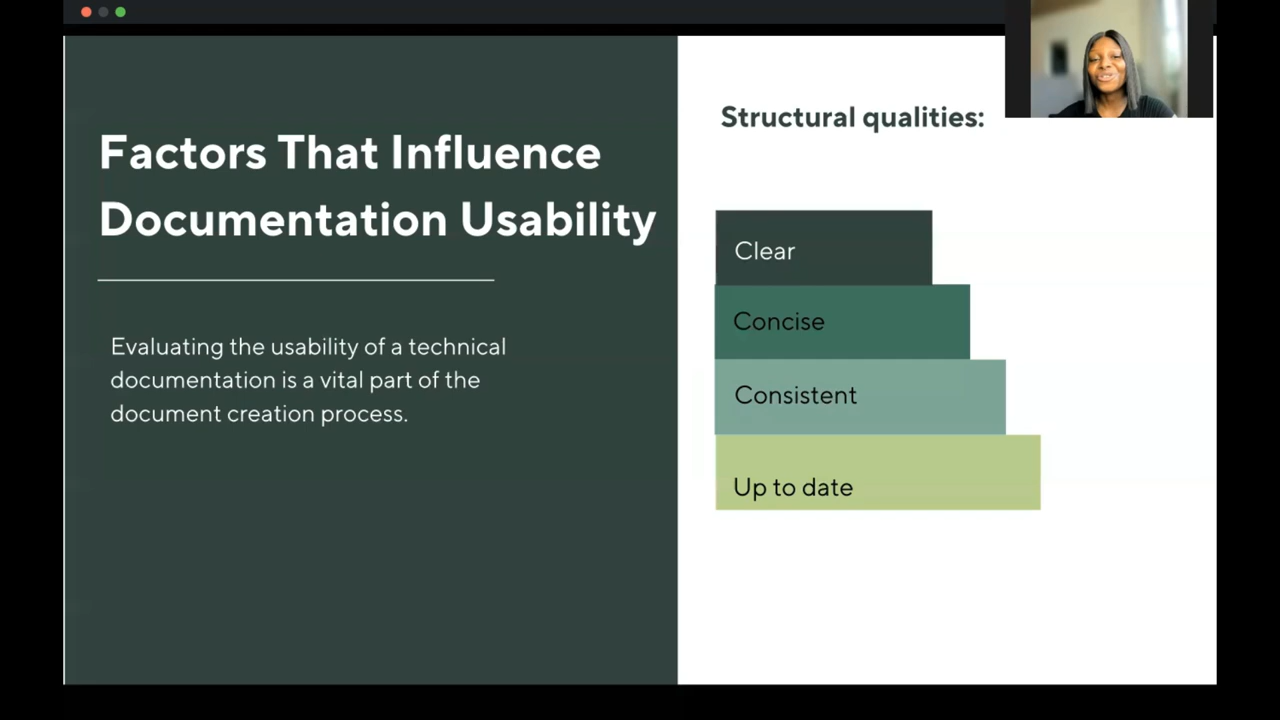 Factors That Influence
Documentation Usability
Evaluating the usability of a technical
documentation is a vital part of the
document creation process.
Structural qualities:
Clear
Concise
Consistent
Up to date